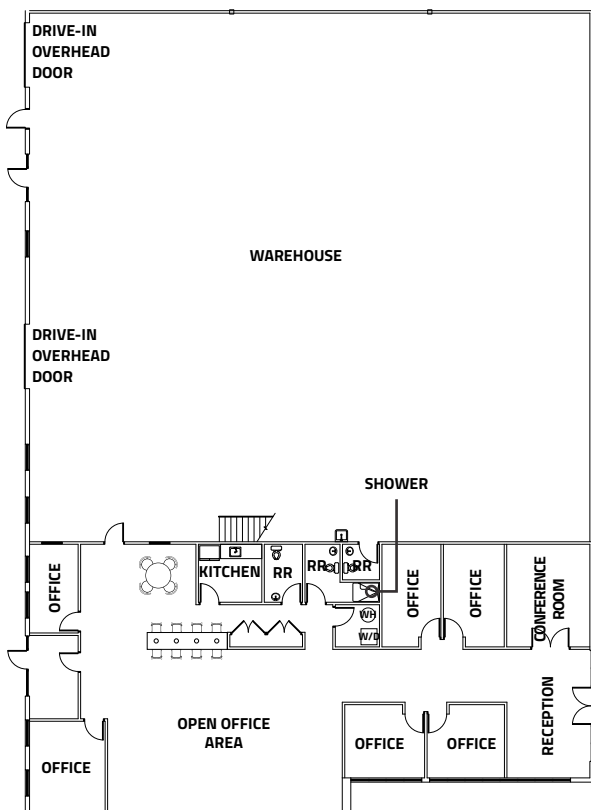 DRIVE-IN
OVERHEAD
DOOR
WAREHOUSE
DRIVE-IN
OVERHEAD
DOOR
SHOWER
OFFICE
KITCHEN
RR
RR
RR
OFFICE
OFFICE
CONFERENCE
ROOM
WH
W/D
OPEN OFFICE
AREA
RECEPTION
OFFICE
OFFICE
OFFICE